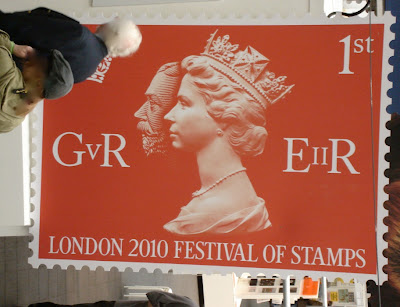 1st
GvR EIIR
LONDON 2010 FESTIVAL OF STAMPS